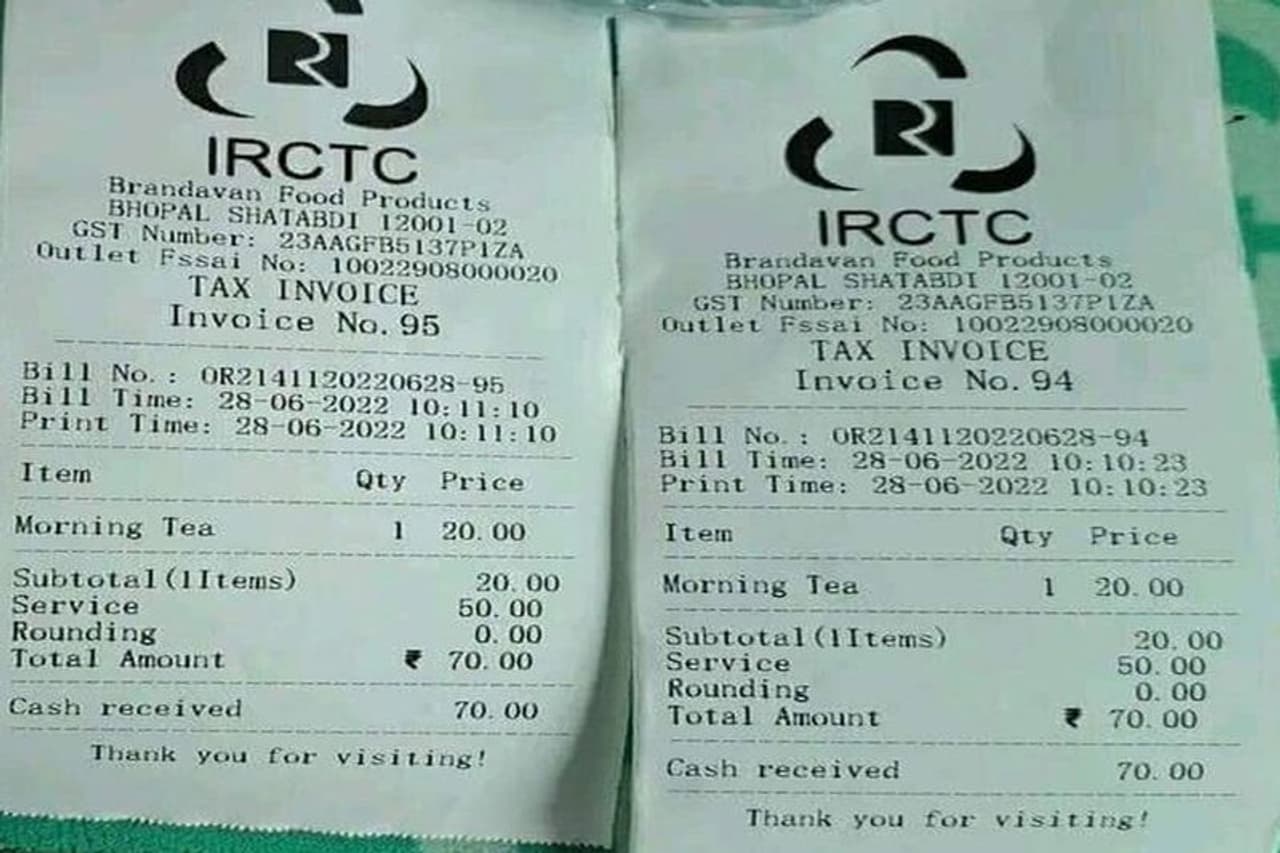 IRCTC
Brandavan Food Products
BHOPAL SHATABDI 12001-02
GST Number: 23AAGFB5137P1ZA
Outlet Fssai No: 10022908000020
TAX INVOICE
Invoice No. 95
Bill No.: OR2141120220628-95
Bill Time: 28-06-2022 10:11:10
Print Time: 28-06-2022 10:11:10
Item Qty Price
Morning Tea 1 20.00
Subtotal(1Items) 20.00
Service 50.00
Rounding 0.00
Total Amount ₹ 70.00
Cash received 70.00
Thank you for visiting!
IRCTC
Brandavan Food Products
BHOPAL SHATABDI 12001-02
GST Number: 23AAGFB5137P1ZA
Outlet Fssai No: 10022908000020
TAX INVOICE
Invoice No. 94
Bill No.: OR2141120220628-94
Bill Time: 28-06-2022 10:10:23
Print Time: 28-06-2022 10:10:23
Item Qty Price
Morning Tea 1 20.00
Subtotal(1Items) 20.00
Service 50.00
Rounding 0.00
Total Amount ₹ 70.00
Cash received 70.00
Thank you for visiting!